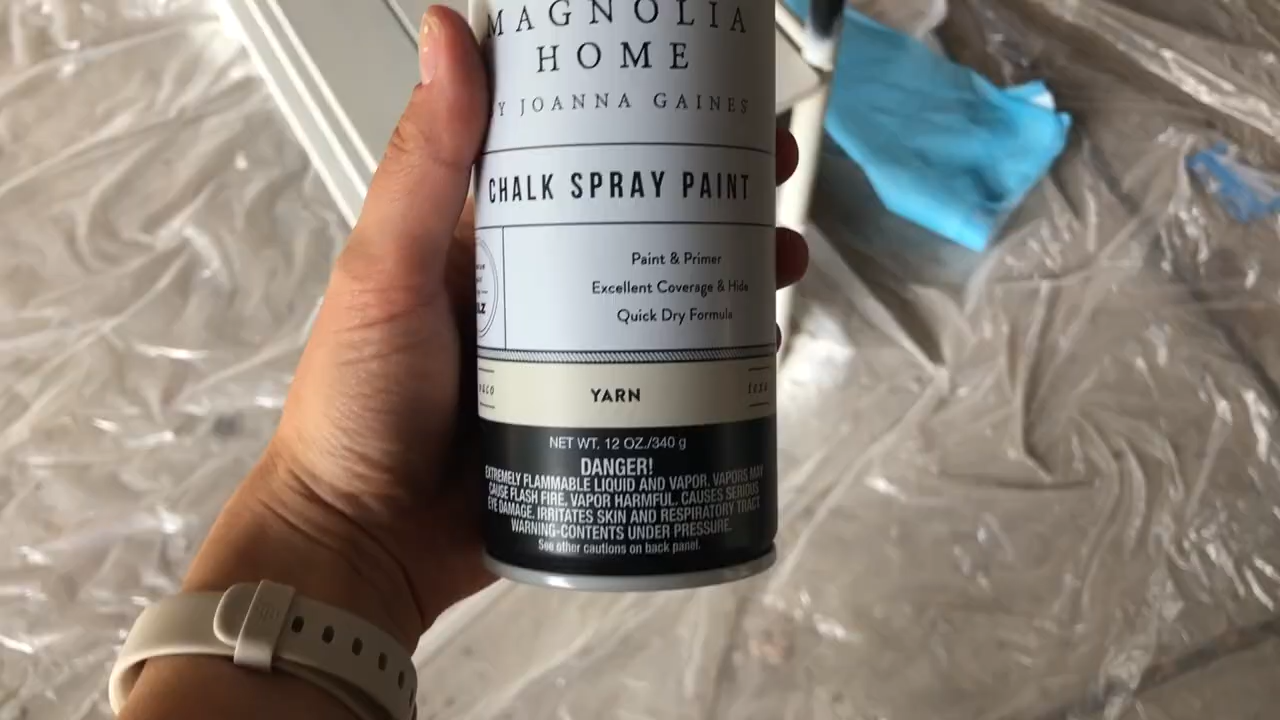 MAGNOLIA
HOME
Y JOANNA GAINES
CHALK SPRAY PAINT
Paint & Primer
Excellent Coverage & Hide
Quick Dry Formula
YARN
NET WT. 12 OZ./340 g
DANGER!
EXTREMELY FLAMMABLE LIQUID AND VAPOR. VAPORS MAY
CAUSE FLASH FIRE. VAPOR HARMFUL. CAUSES SERIOUS
EYE DAMAGE. IRRITATES SKIN AND RESPIRATORY TRACT.
WARNING-CONTENTS UNDER PRESSURE.
See other cautions on back panel.